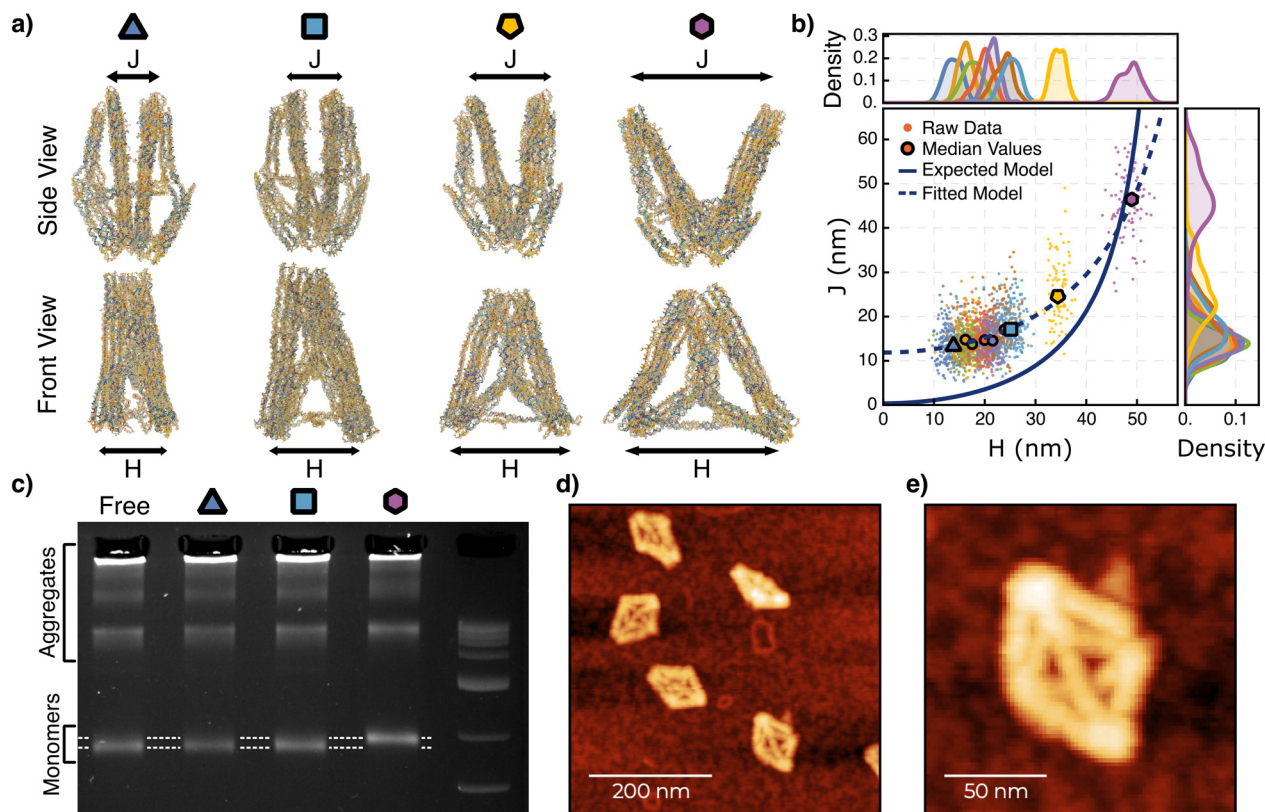 a)
J
J
J
J
Side View
Front View
H
H
H
H
b)
Density
0.3
0.2
0.1
0.
Raw Data
Median Values
Expected Model
Fitted Model
J (nm)
60
50
40
30
20
10
0
0
10
20
30
40
50
H (nm)
0.
0.1
Density
c)
Free
Aggregates
Monomers
d)
200 nm
e)
50 nm